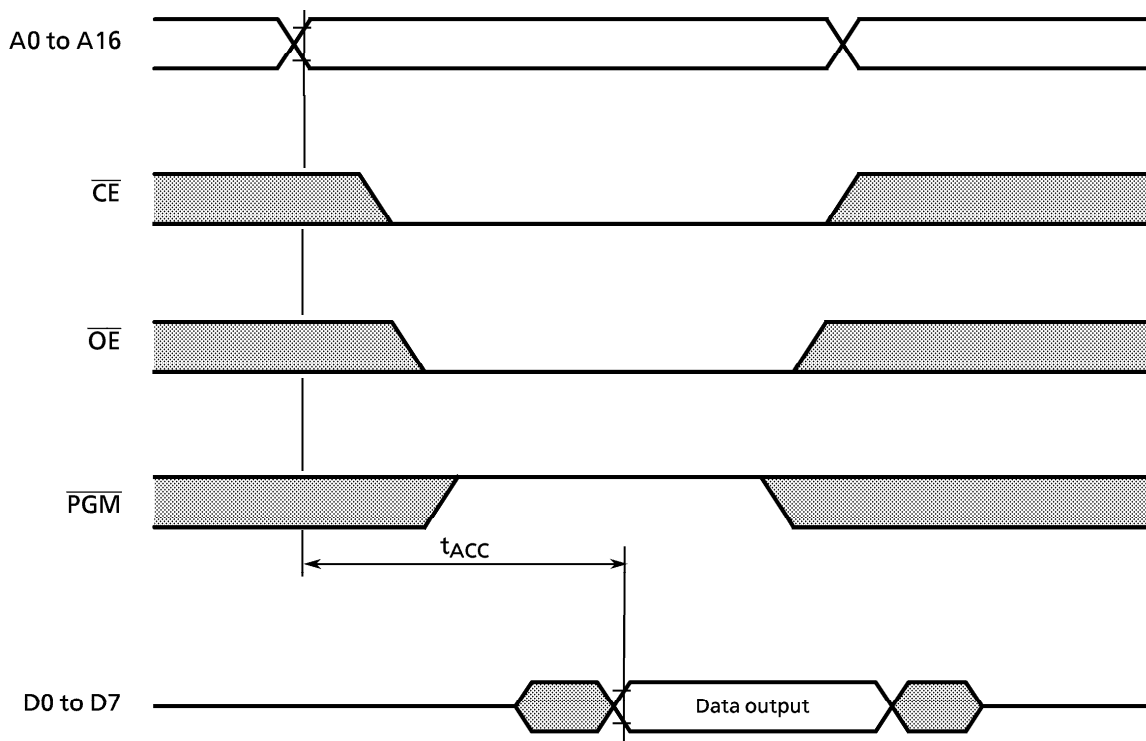 A0 to A16
CE
OE
PGM
tACC
D0 to D7
Data output